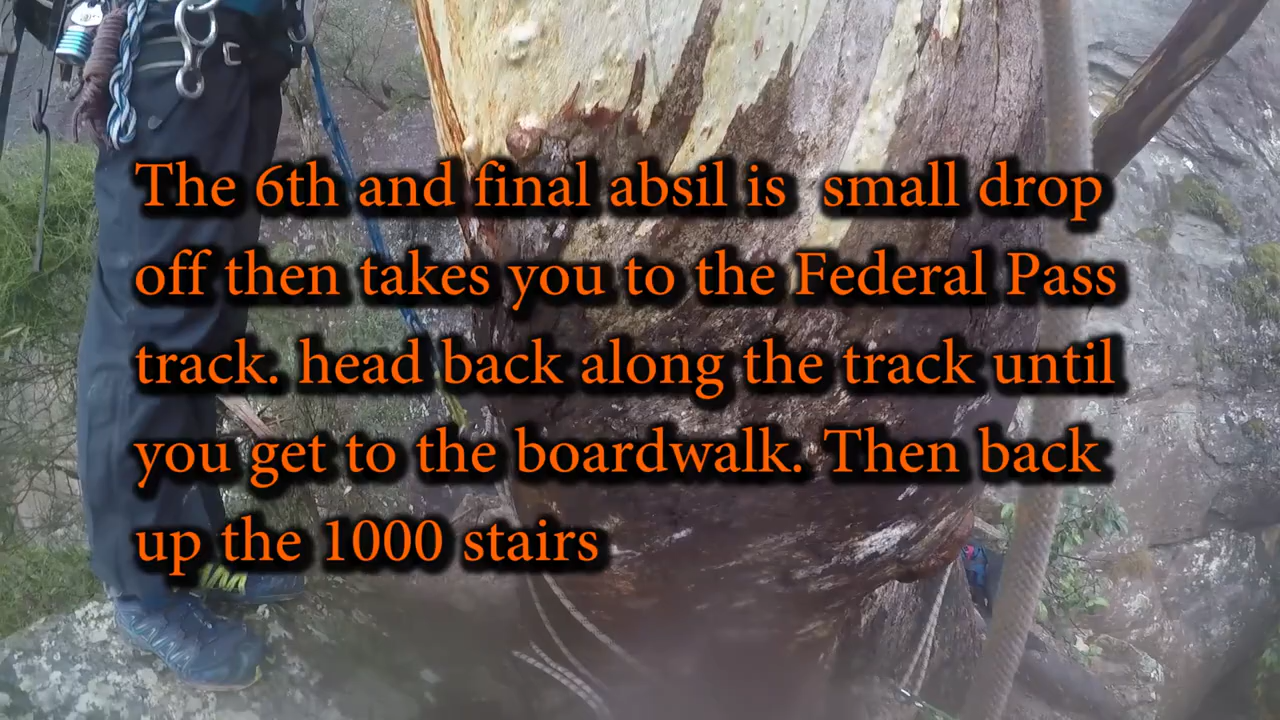 The 6th and final absil is  small drop
off then takes you to the Federal Pass
track. head back along the track until
you get to the boardwalk. Then back
up the 1000 stairs